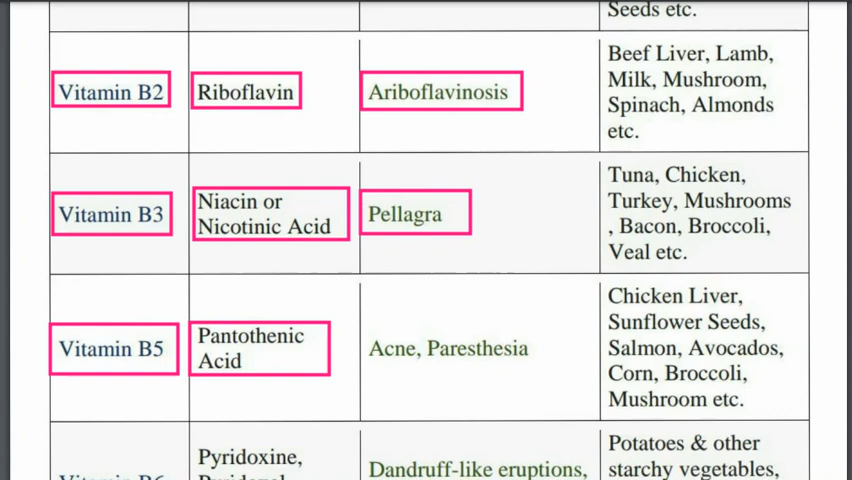 Seeds etc.
Vitamin B2
Riboflavin
Ariboflavinosis
Beef Liver, Lamb,
Milk, Mushroom,
Spinach, Almonds
etc.
Vitamin B3
Niacin or
Nicotinic Acid
Pellagra
Tuna, Chicken,
Turkey, Mushrooms
, Bacon, Broccoli,
Veal etc.
Vitamin B5
Pantothenic
Acid
Acne, Paresthesia
Chicken Liver,
Sunflower Seeds,
Salmon, Avocados,
Corn, Broccoli,
Mushroom etc.
Vitamin B6
Pyridoxine,
Dandruff-like eruptions,
Potatoes & other
starchy vegetables,